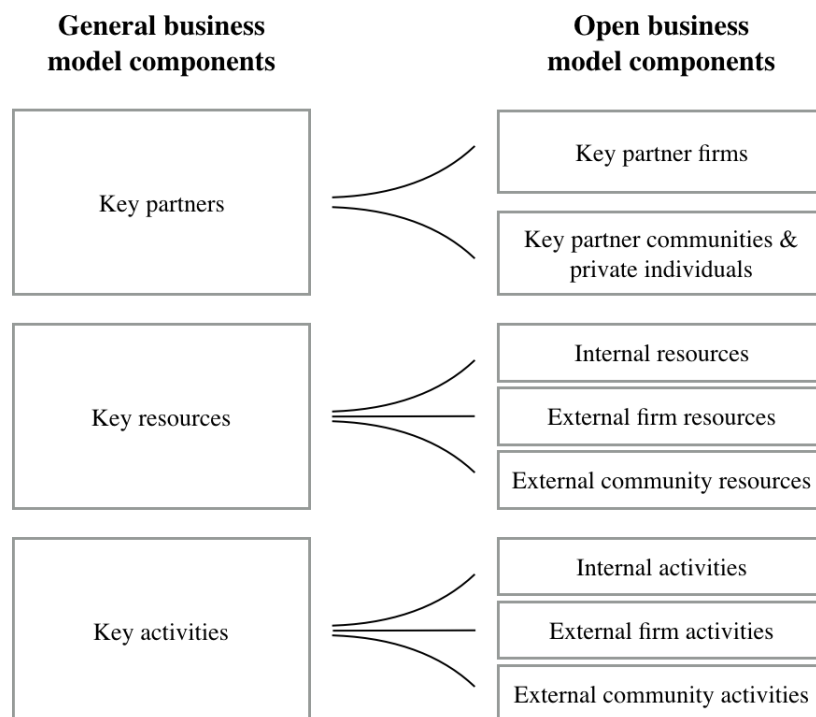 General business
model components
Open business
model components
Key partners
Key partner firms
Key partner communities &
private individuals
Key resources
Internal resources
External firm resources
External community resources
Key activities
Internal activities
External firm activities
External community activities